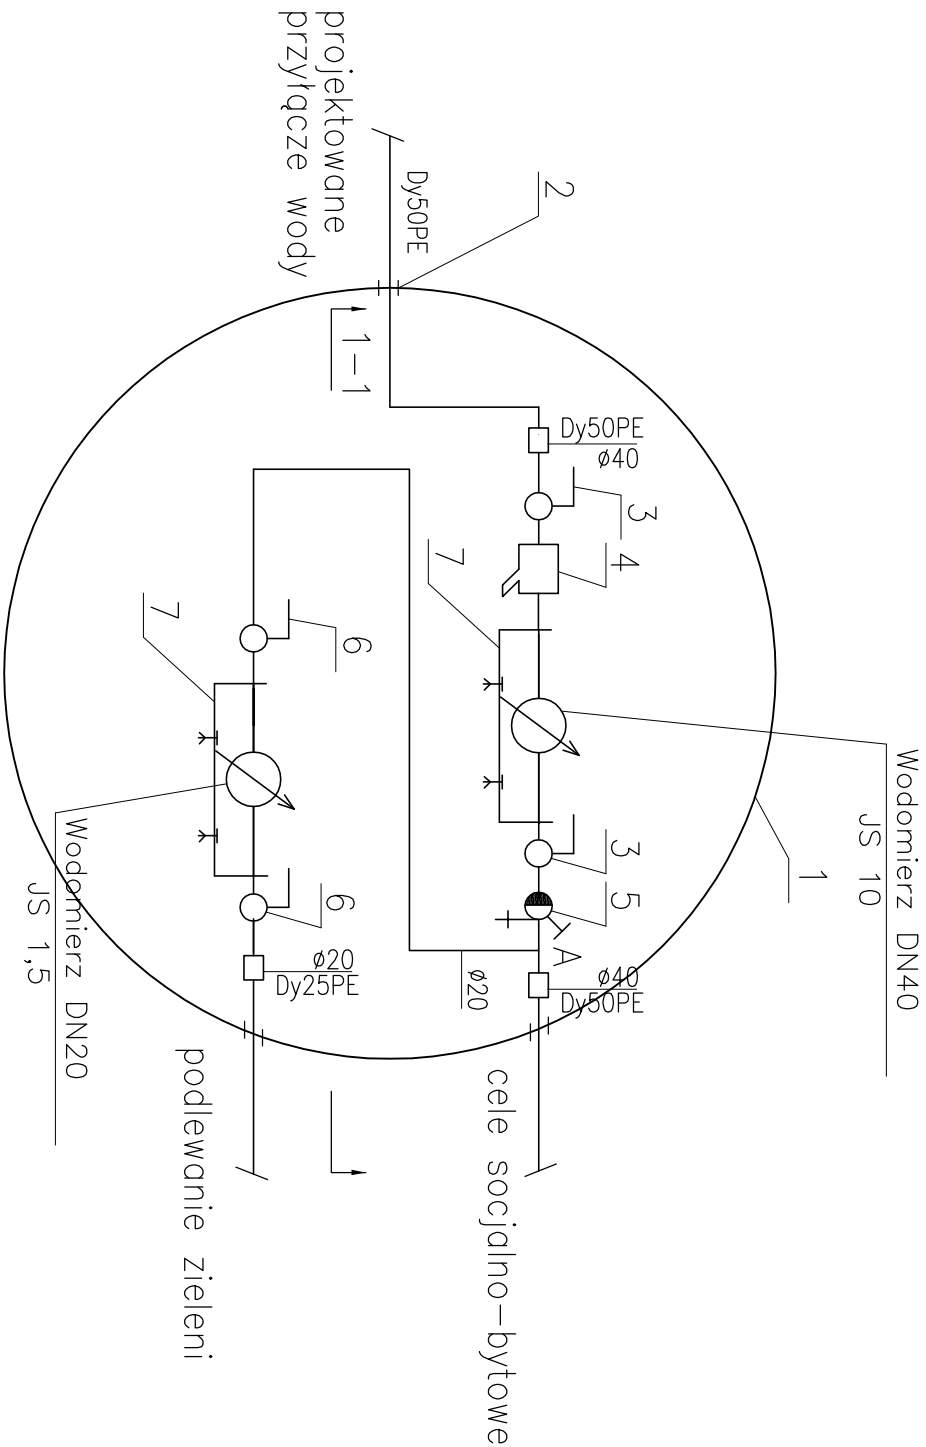 projektowane
przyłącze wody
Dy50PE
2
1-1
Dy50PE
ø40
3
4
7
Wodomierz DN40
JS 10
1
3
5
A
ø40
Dy50PE
cele socjalno-bytowe
ø20
7
6
6
ø20
Dy25PE
Wodomierz DN20
JS 1,5
podlewanie zieleni